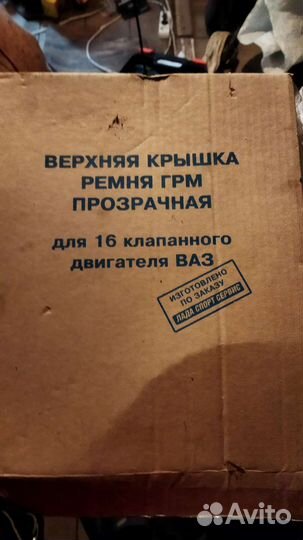 ВЕРХНЯЯ КРЫШКА
РЕМНЯ ГРМ
ПРОЗРАЧНАЯ
для 16 клапанного
двигателя ВАЗ
ИЗГОТОВЛЕНО
ПО ЗАКАЗУ
ЛАДА СПОРТ СЕРВИС
Avito